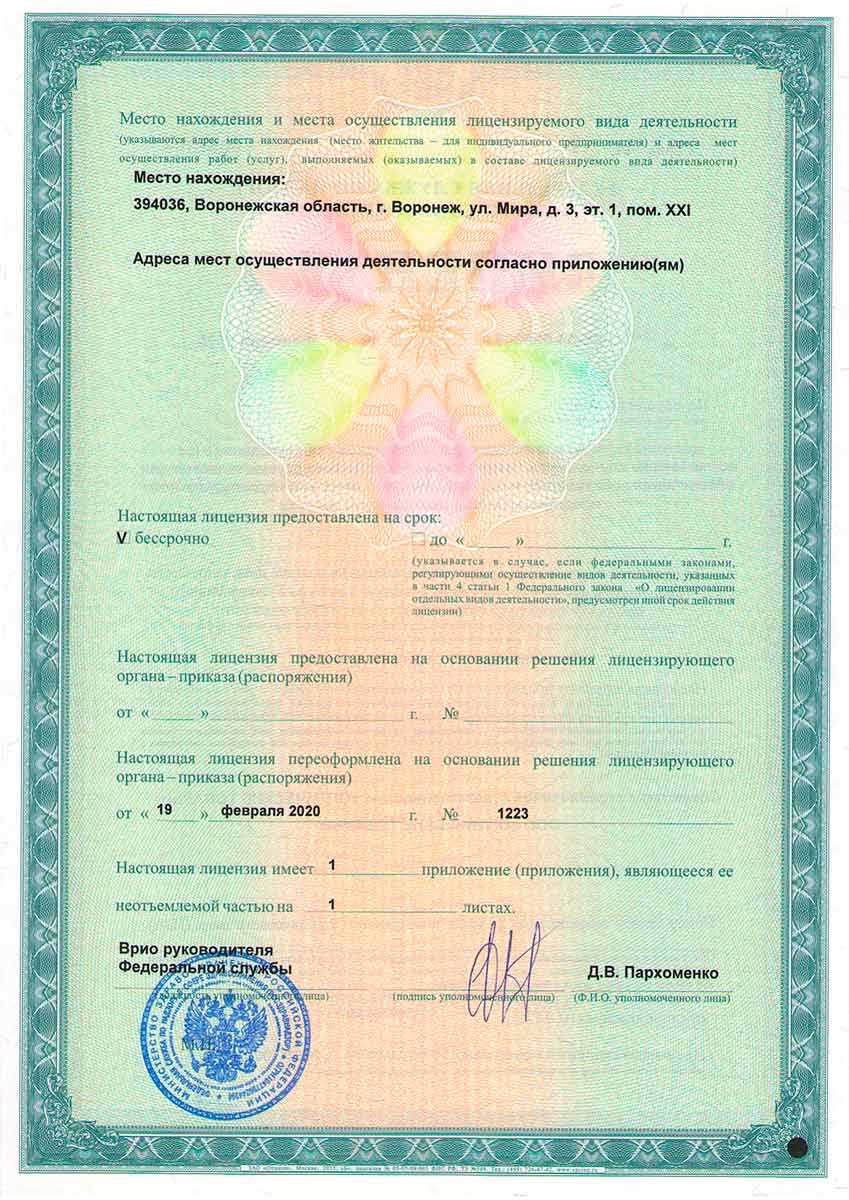 Место нахождения и места осуществления лицензируемого вида деятельности
(указываются адрес места нахождения (место жительства – для индивидуального предпринимателя) и адреса мест
осуществления работ (услуг), выполняемых (оказываемых) в составе лицензируемого вида деятельности)
Место нахождения:
394036, Воронежская область, г. Воронеж, ул. Мира, д. 3, эт. 1, пом. XXI
Адреса мест осуществления деятельности согласно приложению(ям)
Настоящая лицензия предоставлена на срок:
V бессрочно □ до « ____ » ____________ г.
(указывается в случае, если федеральными законами,
регулирующими осуществление видов деятельности, указанных
в части 4 статьи 1 Федерального закона «О лицензировании
отдельных видов деятельности», предусмотрен иной срок действия
лицензии)
Настоящая лицензия предоставлена на основании решения лицензирующего
органа – приказа (распоряжения)
от « _____ » ____________ г. № ____________
Настоящая лицензия переоформлена на основании решения лицензирующего
органа – приказа (распоряжения)
от « 19 » февраля 2020 г. № 1223
Настоящая лицензия имеет 1 приложение (приложения), являющееся ее
неотъемлемой частью на 1 листах.
Врио руководителя
Федеральной службы
Д.В. Пархоменко
(должность уполномоченного лица) (подпись уполномоченного лица) (Ф.И.О. уполномоченного лица)
М.П.
МИНИСТЕРСТВО ЗДРАВООХРАНЕНИЯ РОССИЙСКОЙ ФЕДЕРАЦИИ